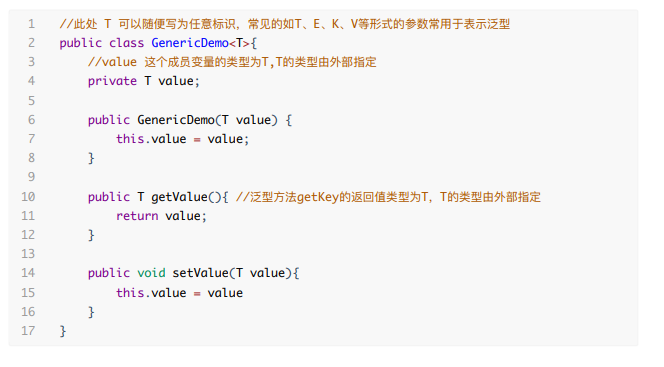 1 //此处 T 可以随便写为任意标识，常见的如T、E、K、V等形式的参数常用于表示泛型
2 public class GenericDemo<T>{
3     //value 这个成员变量的类型为T,T的类型由外部指定
4     private T value;
5
6     public GenericDemo(T value) {
7         this.value = value;
8     }
9
10     public T getValue(){ //泛型方法getKey的返回值类型为T，T的类型由外部指定
11         return value;
12     }
13
14     public void setValue(T value){
15         this.value = value
16     }
17 }